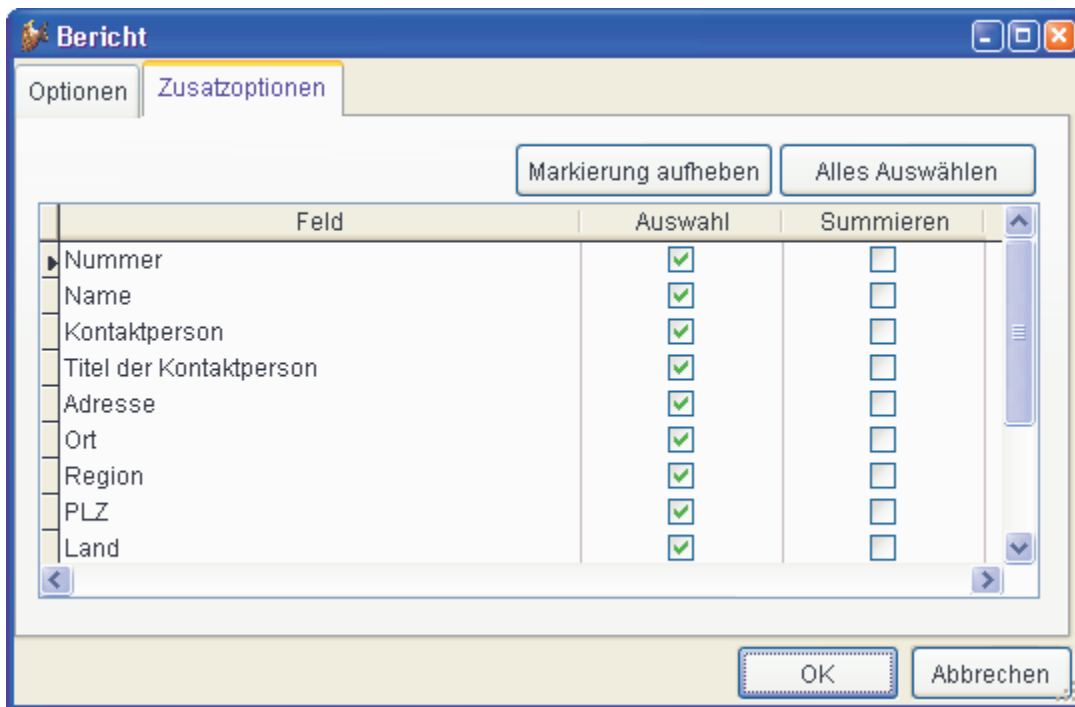 Bericht
Optionen
Zusatzoptionen
Markierung aufheben
Alles Auswählen
Feld Auswahl Summieren
Nummer
Name
Kontaktperson
Titel der Kontaktperson
Adresse
Ort
Region
PLZ
Land
OK
Abbrechen